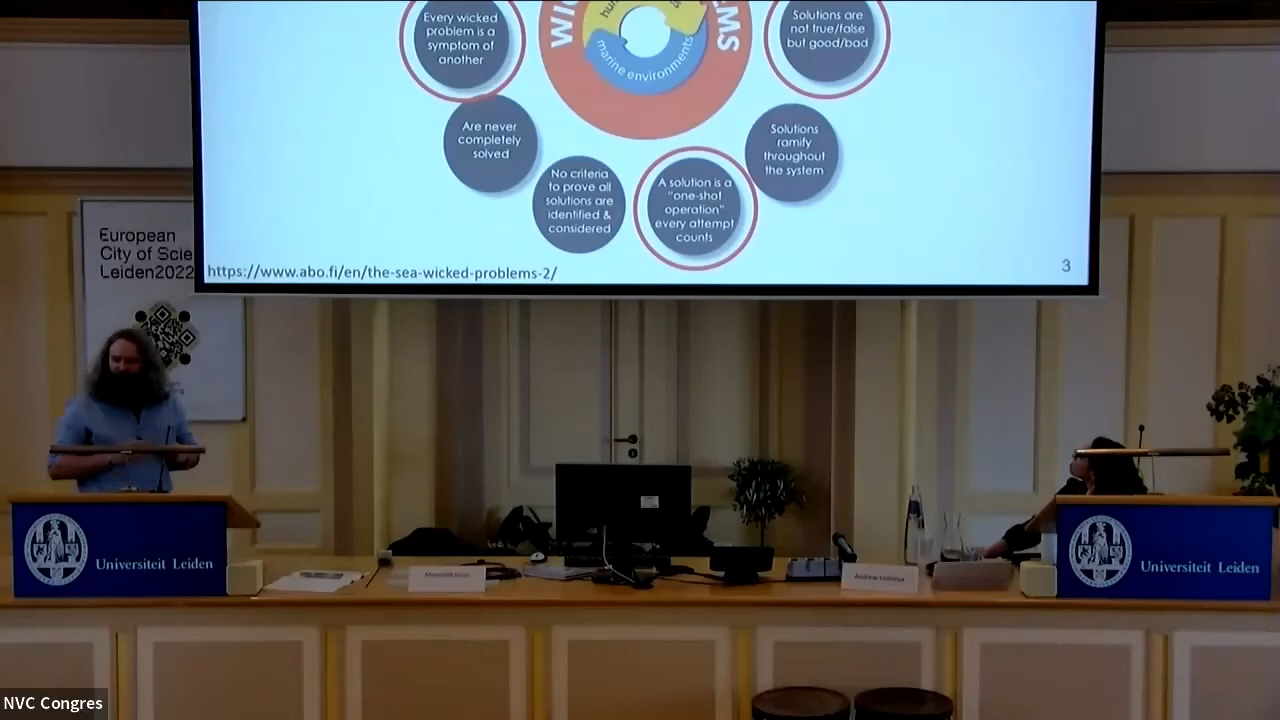 Every wicked
problem is a
symptom of
another
WIC
EMS
marine environments
Solutions are
not true/false
but good/bad
Are never
completely
solved
No criteria
to prove all
solutions are
identified &
considered
A solution is a
"one-shot
operation"
every attempt
counts
Solutions
ramify
throughout
the system
https://www.abo.fi/en/the-sea-wicked-problems-2/
3
European
City of Scie
Leiden2022
Universiteit Leiden
Universiteit Leiden
NVC Congres